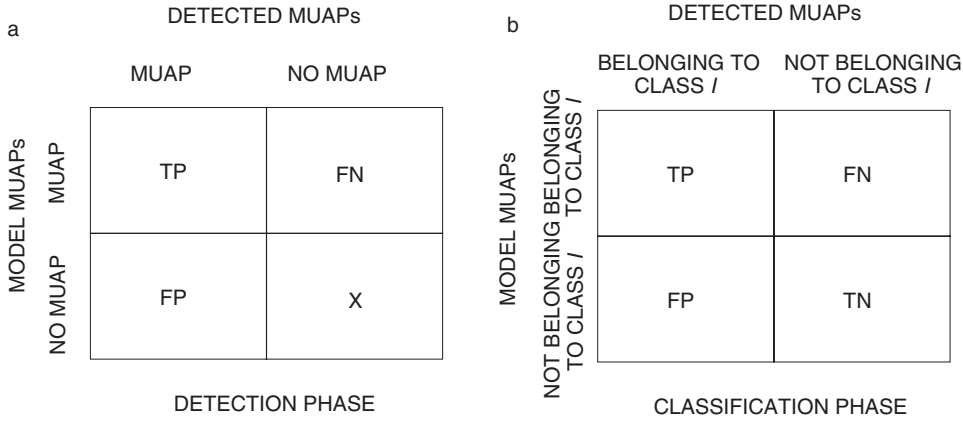 a
DETECTED MUAPs
MUAP
NO MUAP
MODEL MUAPs
MUAP
NO MUAP
TP
FN
FP
X
DETECTION PHASE
b
DETECTED MUAPs
BELONGING TO
CLASS I
NOT BELONGING
TO CLASS I
MODEL MUAPs
BELONGING
TO CLASS I
NOT BELONGING
TO CLASS I
TP
FN
FP
TN
CLASSIFICATION PHASE